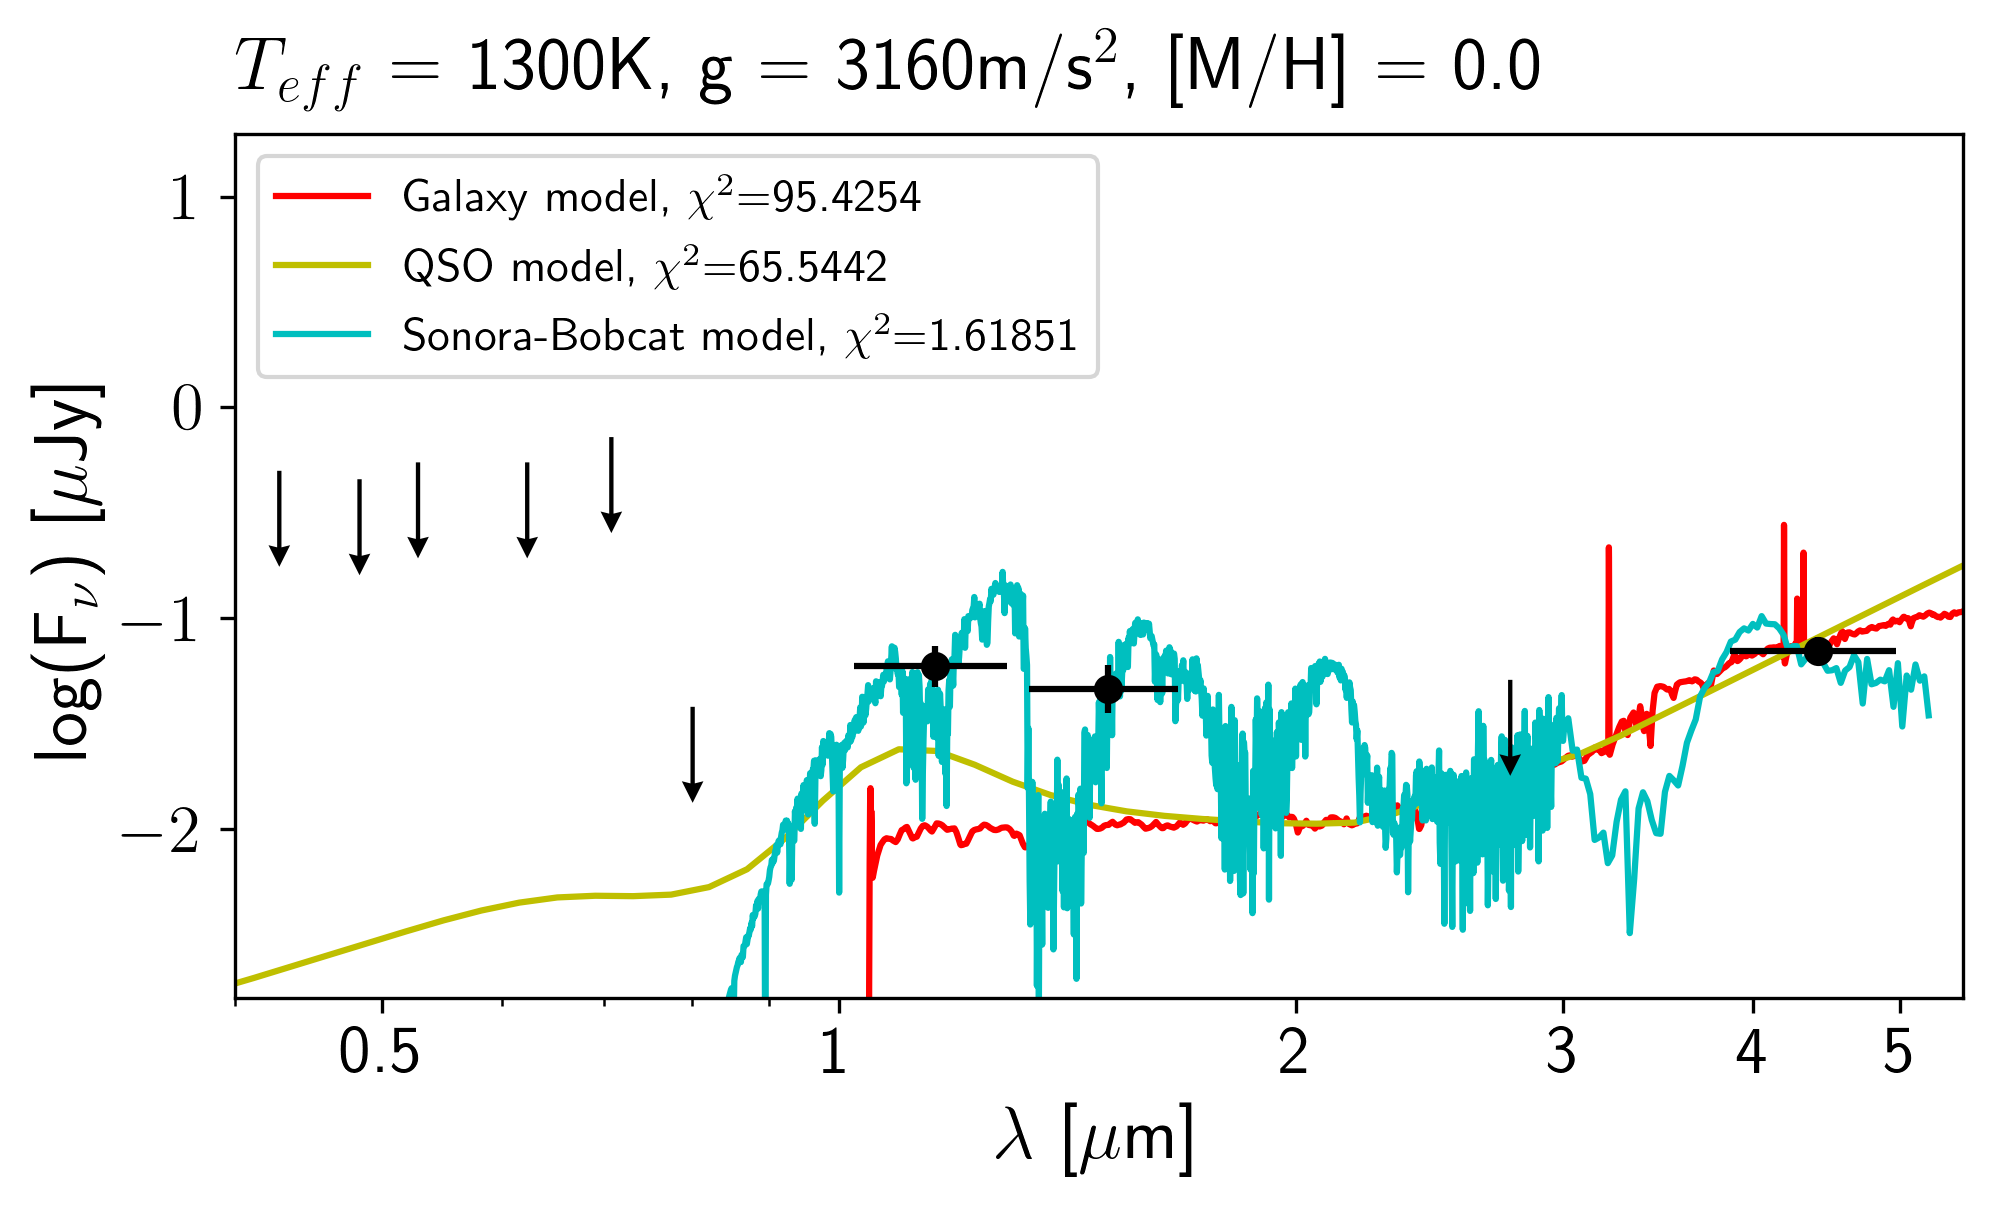 T_eff = 1300K, g = 3160m/s², [M/H] = 0.0
Galaxy model, χ²=95.4254
QSO model, χ²=65.5442
Sonora-Bobcat model, χ²=1.61851
log(F_ν) [μJy]
1
0
−1
−2
0.5 1 2 3 4 5
λ [μm]